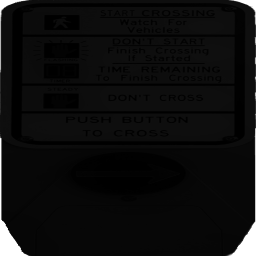 START CROSSING
Watch For
Vehicles
DON'T START
Finish Crossing
If Started
TIME REMAINING
To Finish Crossing
DON'T CROSS
PUSH BUTTON
TO CROSS